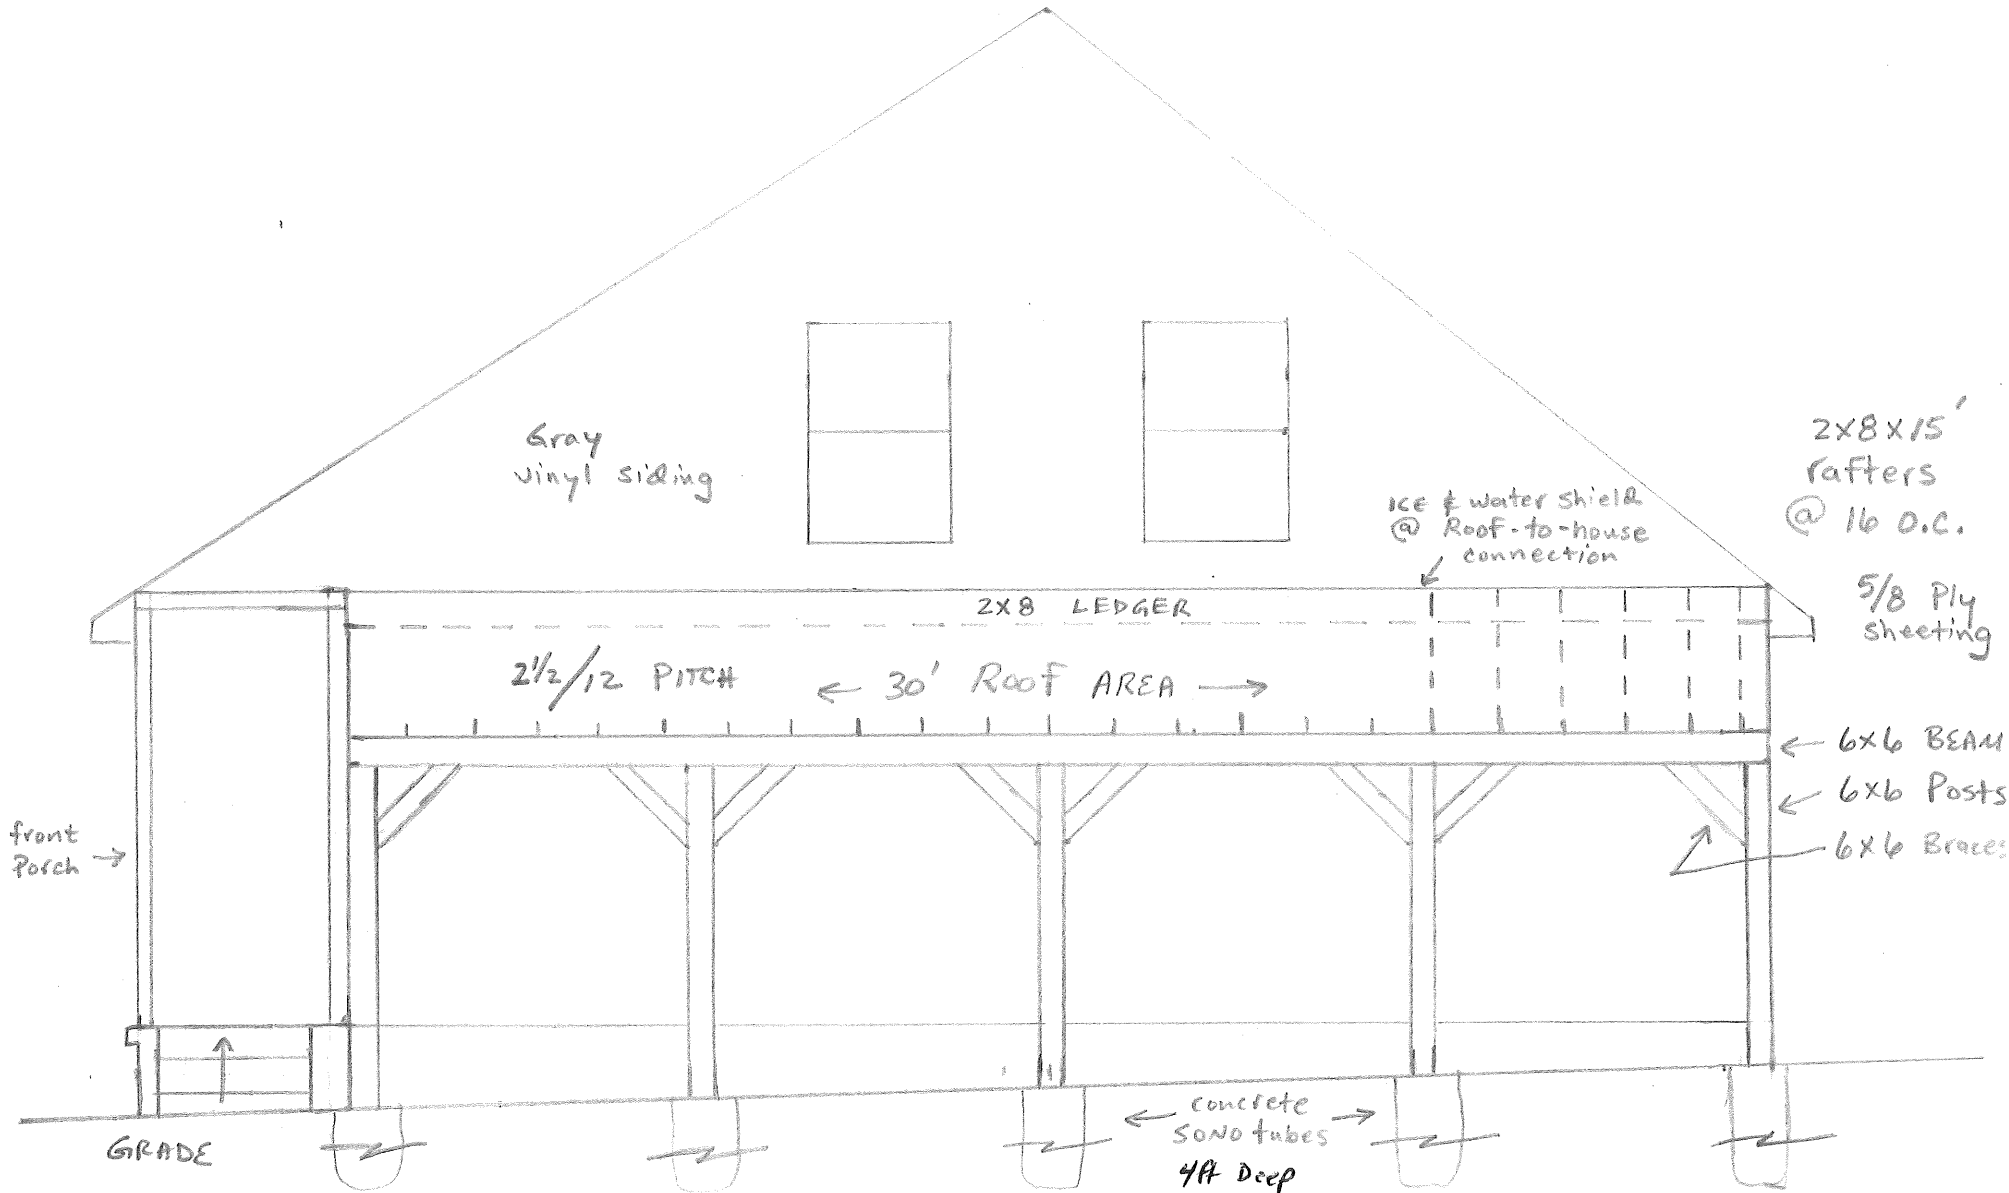 Gray
vinyl siding
2x8x15'
rafters
@ 16 O.C.
ICE & water shield
@ Roof-to-house
connection
5/8 Ply
sheeting
2x8 LEDGER
2 1/2/12 PITCH
← 30' Roof AREA →
← 6x6 BEAM
← 6x6 Posts
6x6 Braces
front
Porch →
GRADE
← concrete →
SONO tubes
4ft Deep